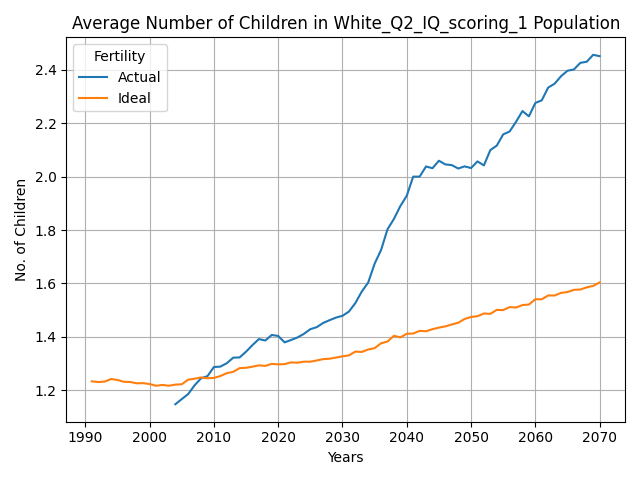 Average Number of Children in White_Q2_IQ_scoring_1 Population
Fertility
Actual
Ideal
No. of Children
2.4
2.2
2.0
1.8
1.6
1.4
1.2
1990 2000 2010 2020 2030 2040 2050 2060 2070
Years